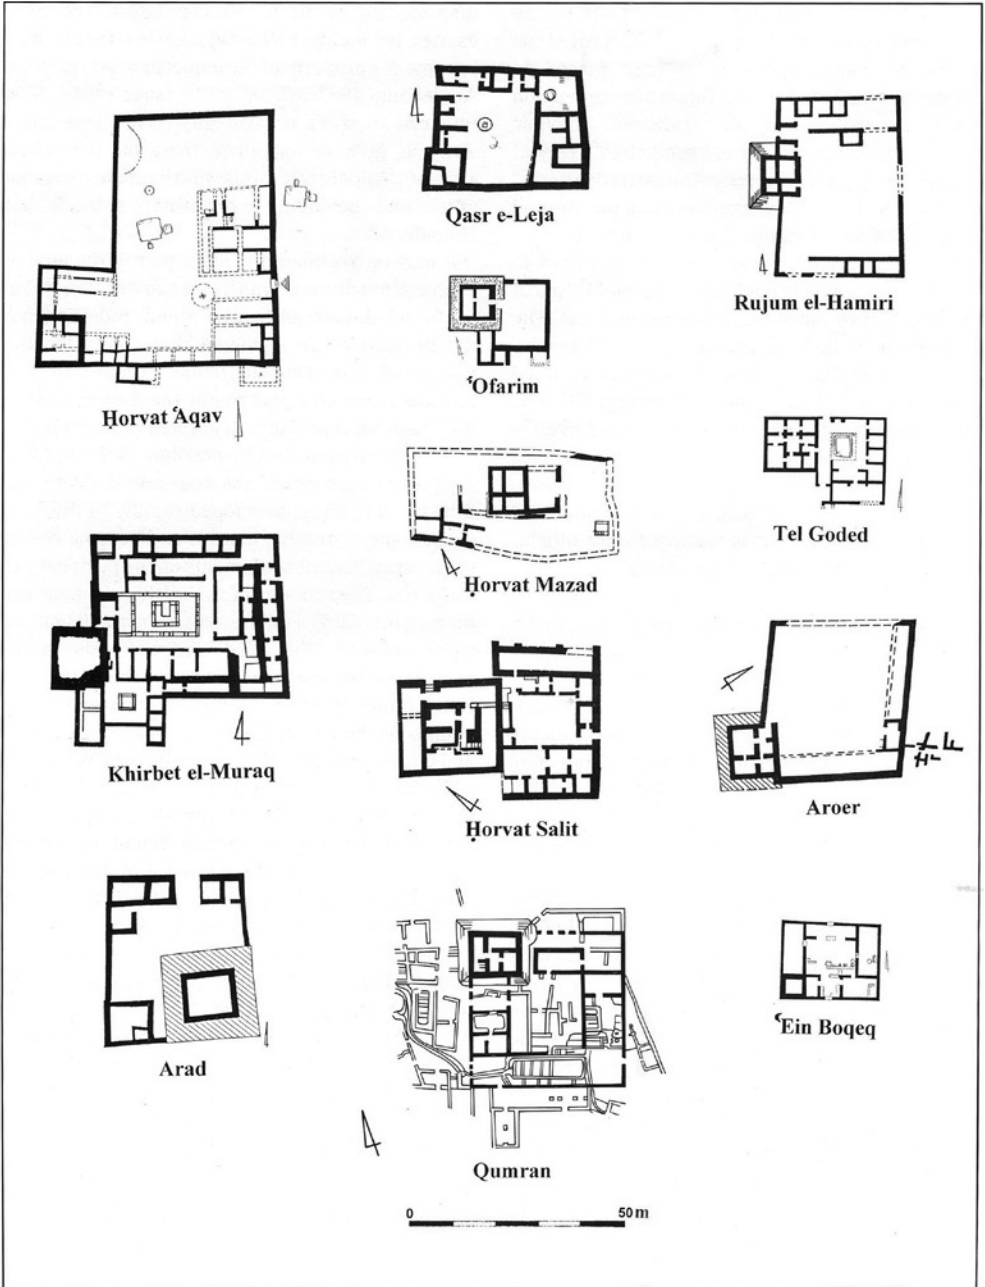 Qasr e-Leja
Rujum el-Hamiri
Ḥorvat ʿAqav
ʿOfarim
Tel Goded
Ḥorvat Mazad
Khirbet el-Muraq
Ḥorvat Salit
Aroer
Arad
Qumran
ʿEin Boqeq
0 50 m